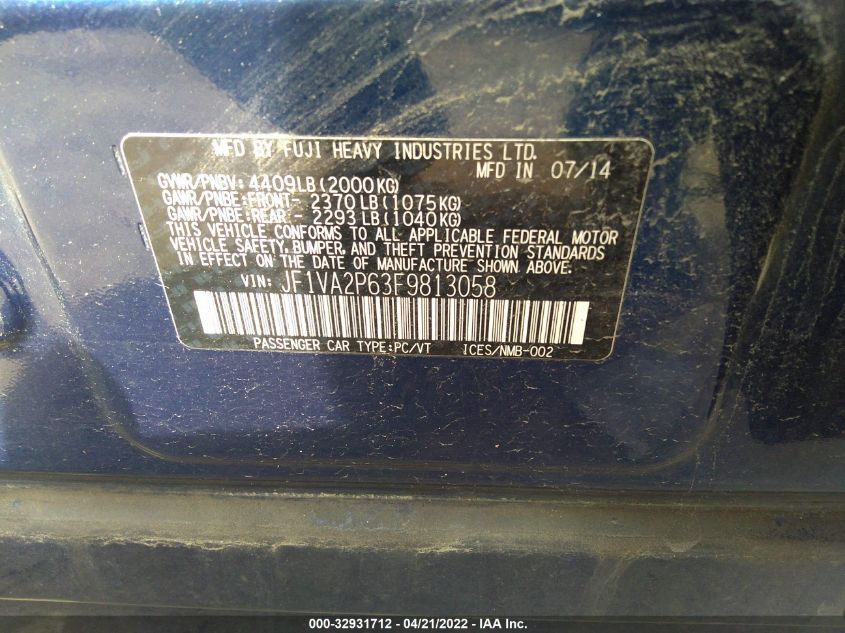 MFD BY FUJI HEAVY INDUSTRIES LTD.
MFD IN 07/14
GVWR/PNBV: 4409LB(2000KG)
GAWR/PNBE:FRONT- 2370LB(1075KG)
GAWR/PNBE:REAR - 2293LB(1040KG)
THIS VEHICLE CONFORMS TO ALL APPLICABLE FEDERAL MOTOR
VEHICLE SAFETY, BUMPER, AND THEFT PREVENTION STANDARDS
IN EFFECT ON THE DATE OF MANUFACTURE SHOWN ABOVE.
VIN: JF1VA2P63F9813058
PASSENGER CAR TYPE:PC/VT ICES/NMB-002
000-32931712 - 04/21/2022 - IAA Inc.